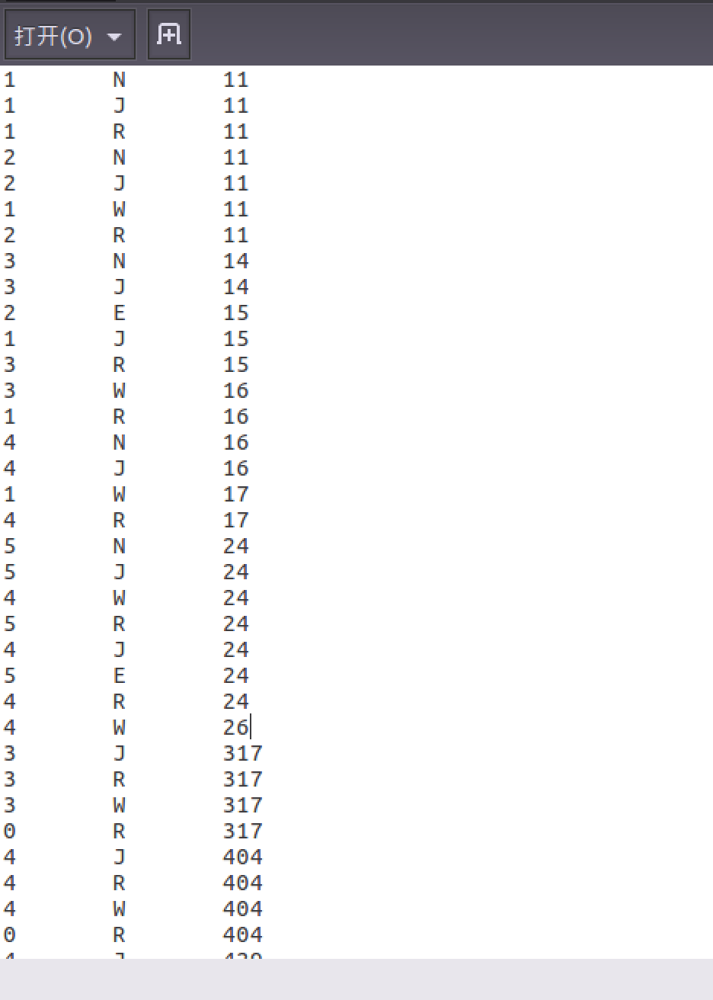 打开(O)
1 N 11
1 J 11
1 R 11
2 N 11
2 J 11
1 W 11
2 R 11
3 N 14
3 J 14
2 E 15
1 J 15
3 R 15
3 W 16
1 R 16
4 N 16
4 J 16
1 W 17
4 R 17
5 N 24
5 J 24
4 W 24
5 R 24
4 J 24
5 E 24
4 R 24
4 W 26
3 J 317
3 R 317
3 W 317
0 R 317
4 J 404
4 R 404
4 W 404
0 R 404